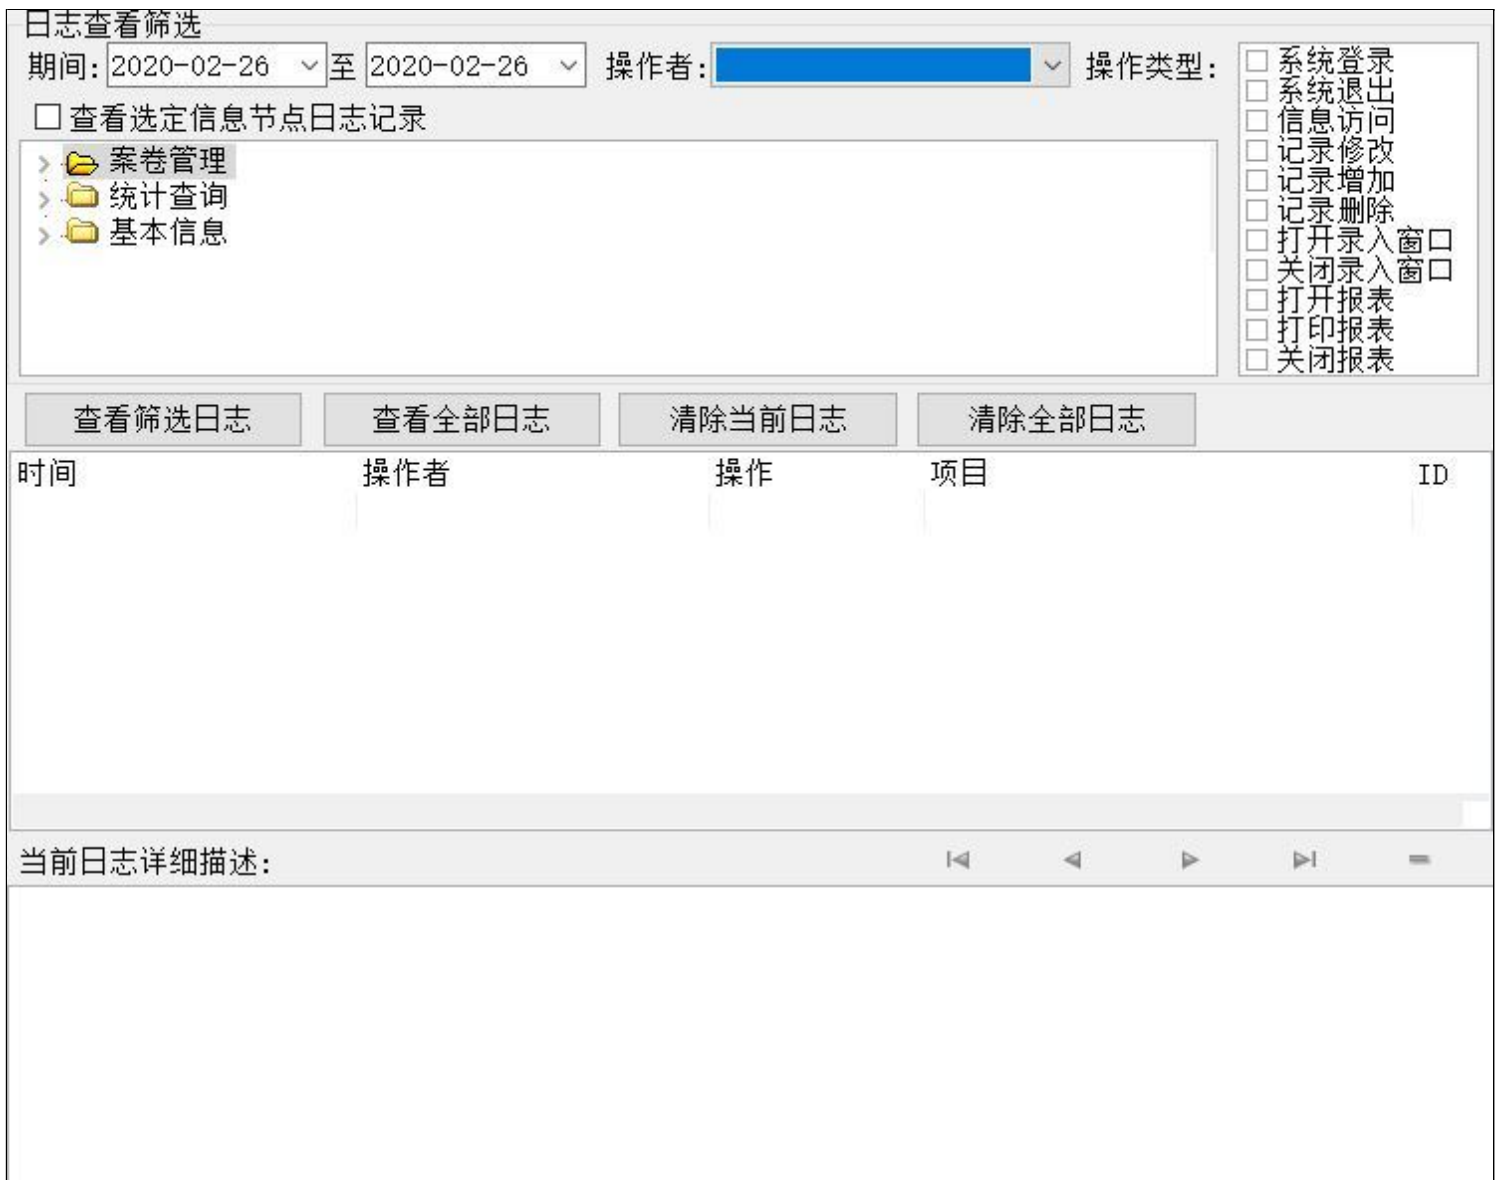 日志查看筛选
期间: 2020-02-26 至 2020-02-26 操作者: 操作类型:
系统登录
系统退出
信息访问
记录修改
记录增加
记录删除
打开录入窗口
关闭录入窗口
打开报表
打印报表
关闭报表
查看选定信息节点日志记录
案卷管理
统计查询
基本信息
查看筛选日志 查看全部日志 清除当前日志 清除全部日志
时间 操作者 操作 项目 ID
当前日志详细描述: